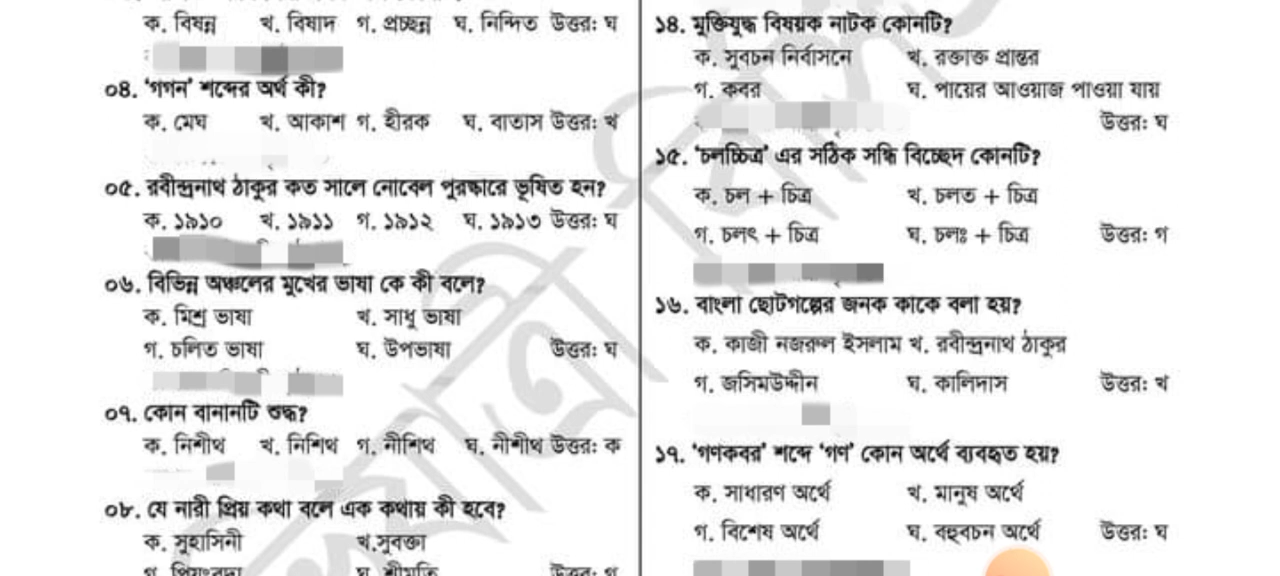 ক. বিষন্ন খ. বিষাদ গ. প্রচ্ছন্ন ঘ. নিন্দিত উত্তর: ঘ
০৪. ‘গগন’ শব্দের অর্থ কী?
ক. মেঘ খ. আকাশ গ. হীরক ঘ. বাতাস উত্তর: খ
০৫. রবীন্দ্রনাথ ঠাকুর কত সালে নোবেল পুরস্কারে ভূষিত হন?
ক. ১৯১০ খ. ১৯১১ গ. ১৯১২ ঘ. ১৯১৩ উত্তর: ঘ
০৬. বিভিন্ন অঞ্চলের মুখের ভাষা কে কী বলে?
ক. মিশ্র ভাষা খ. সাধু ভাষা
গ. চলিত ভাষা ঘ. উপভাষা উত্তর: ঘ
০৭. কোন বানানটি শুদ্ধ?
ক. নিশীথ খ. নিশিথ গ. নীশিথ ঘ. নীশীথ উত্তর: ক
০৮. যে নারী প্রিয় কথা বলে এক কথায় কী হবে?
ক. সুহাসিনী খ.সুবক্তা
গ. প্রিয়ংবদা ঘ. শ্রীমতি উত্তর: গ
১৪. মুক্তিযুদ্ধ বিষয়ক নাটক কোনটি?
ক. সুবচন নির্বাসনে খ. রক্তাক্ত প্রান্তর
গ. কবর ঘ. পায়ের আওয়াজ পাওয়া যায়
উত্তর: ঘ
১৫. ‘চলচ্চিত্র’ এর সঠিক সন্ধি বিচ্ছেদ কোনটি?
ক. চল + চিত্র খ. চলত + চিত্র
গ. চলৎ + চিত্র ঘ. চলঃ + চিত্র উত্তর: গ
১৬. বাংলা ছোটগল্পের জনক কাকে বলা হয়?
ক. কাজী নজরুল ইসলাম খ. রবীন্দ্রনাথ ঠাকুর
গ. জসিমউদ্দীন ঘ. কালিদাস উত্তর: খ
১৭. ‘গণকবর’ শব্দে ‘গণ’ কোন অর্থে ব্যবহৃত হয়?
ক. সাধারণ অর্থে খ. মানুষ অর্থে
গ. বিশেষ অর্থে ঘ. বহুবচন অর্থে উত্তর: ঘ